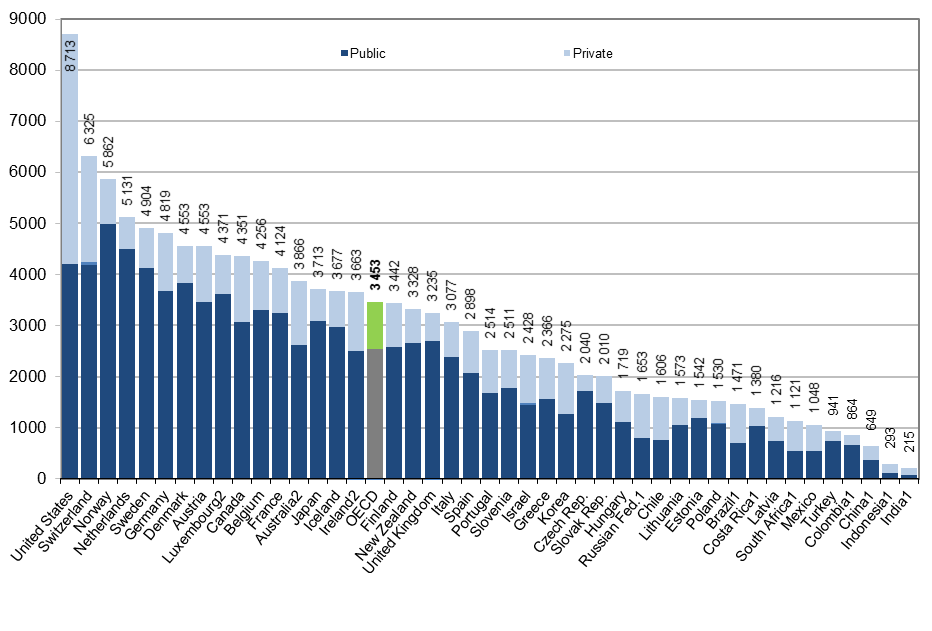 9000
8000
7000
6000
5000
4000
3000
2000
1000
0
Public
Private
8 713
6 325
5 862
5 131
4 904
4 819
4 553
4 553
4 371
4 351
4 256
4 124
3 866
3 713
3 677
3 663
3 453
3 442
3 328
3 235
3 077
2 898
2 514
2 511
2 428
2 366
2 275
2 040
2 010
1 719
1 653
1 606
1 573
1 542
1 530
1 471
1 380
1 216
1 121
1 048
941
864
649
293
215
United States
Switzerland
Norway
Netherlands
Sweden
Germany
Denmark
Austria
Luxembourg2
Canada
Belgium
France
Australia2
Japan
Iceland
Ireland2
OECD
Finland
New Zealand
United Kingdom
Italy
Spain
Portugal
Slovenia
Israel
Greece
Korea
Czech Rep.
Slovak Rep.
Hungary
Russian Fed. 1
Chile
Lithuania
Estonia
Poland
Brazil1
Costa Rica1
Latvia
South Africa1
Mexico
Turkey
Colombia1
China1
Indonesia1
India1